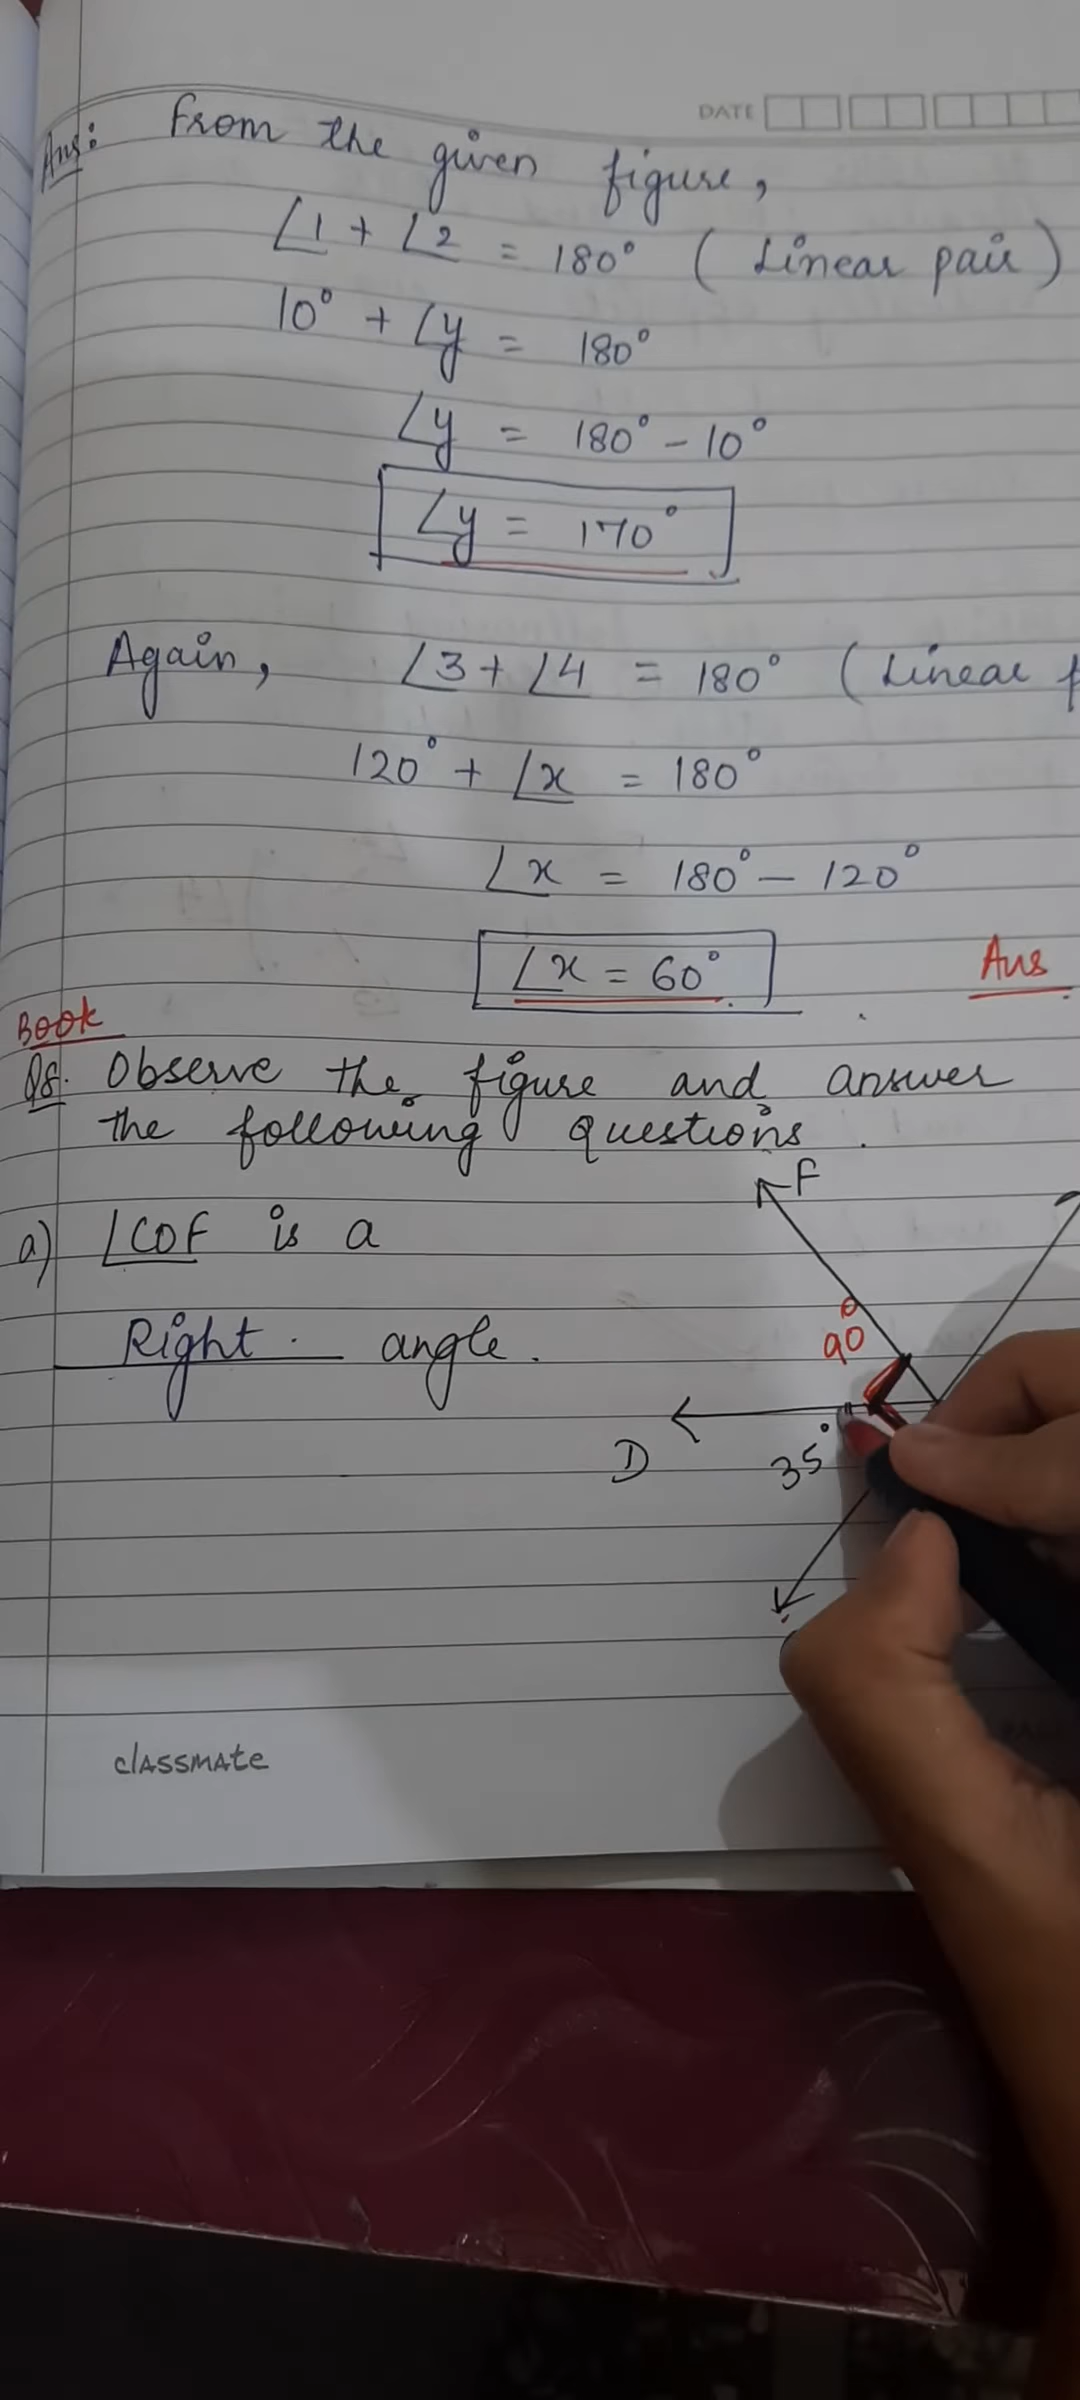 DATE
Ans: From the given figure,
∠1 + ∠2 = 180° ( Linear pair )
10° + ∠y = 180°
∠y = 180° - 10°
∠y = 170°
Again, ∠3 + ∠4 = 180° ( Linear
120° + ∠x = 180°
∠x = 180° - 120°
∠x = 60°
Ans
Book
Q8. Observe the figure and answer
the following questions.
F
a) ∠COF is a
Right angle.
90°
D
35°
classmate